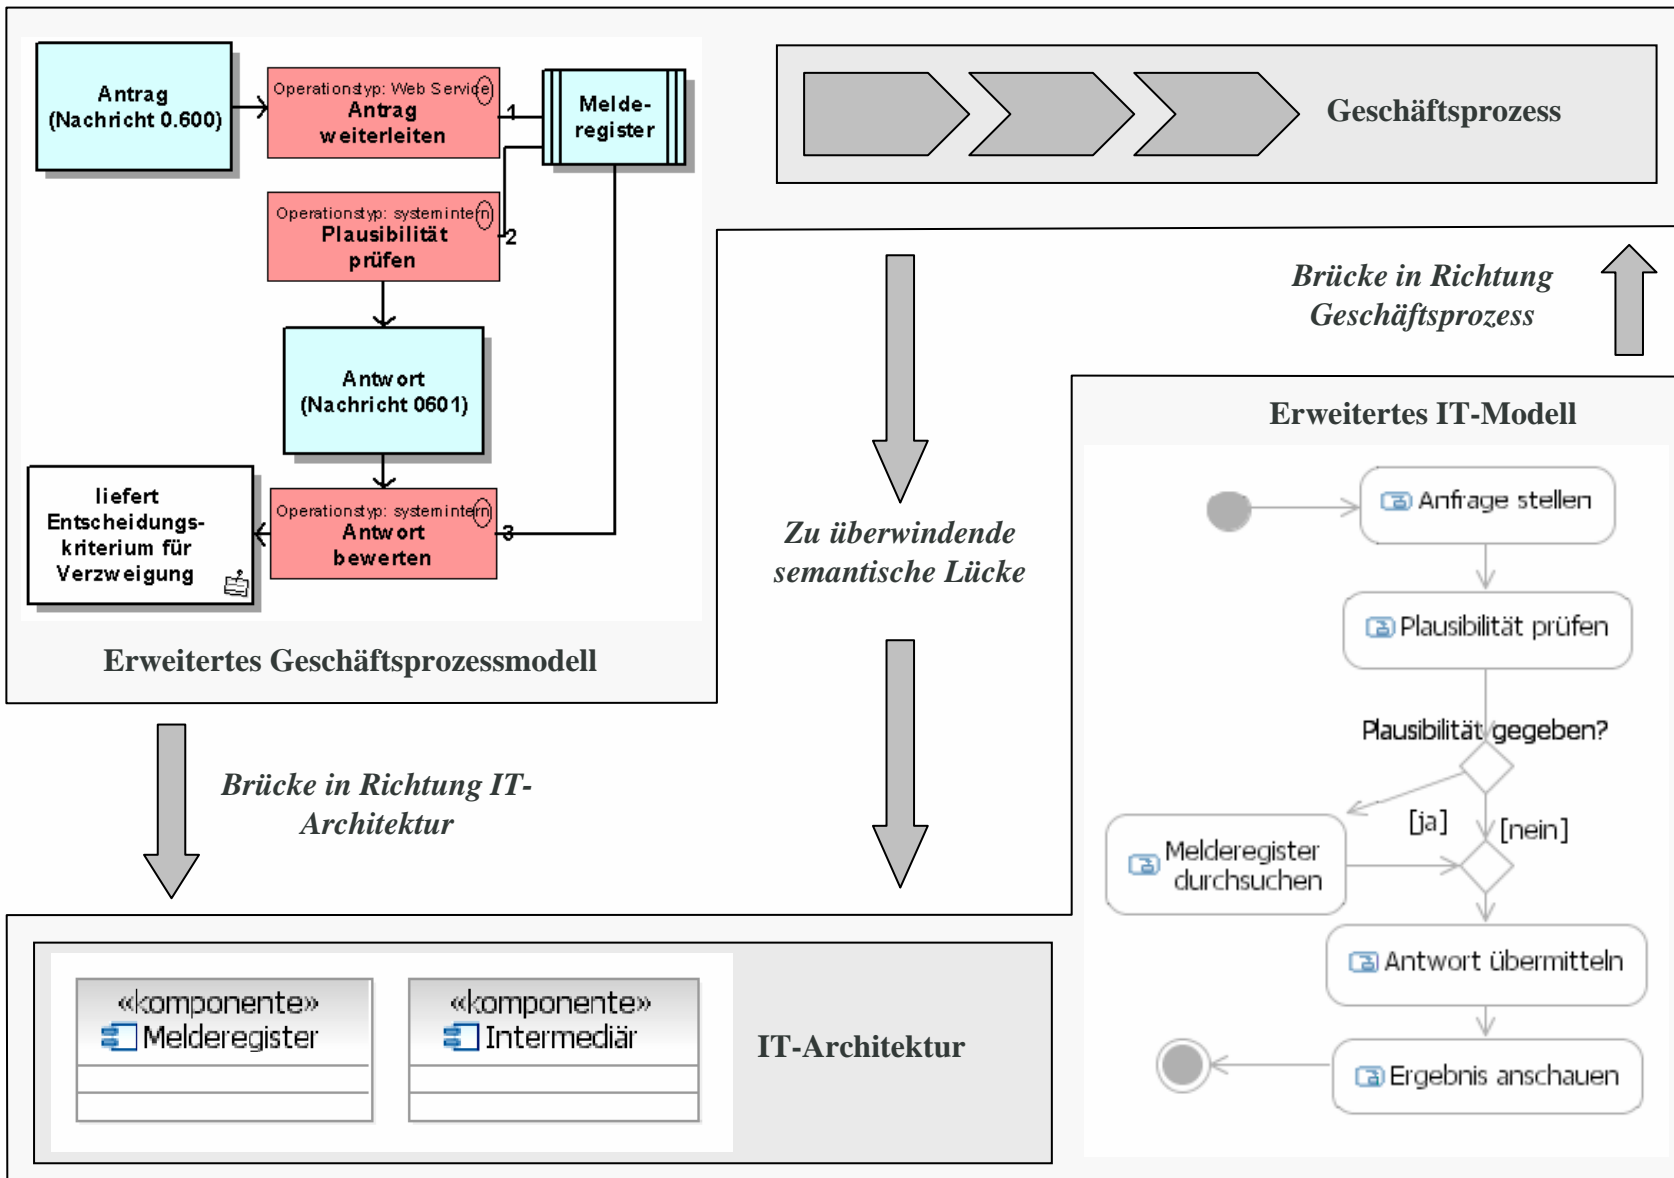 Antrag
(Nachricht 0.600)
Operationstyp: Web Service
Antrag
weiterleiten
1
Melde-
register
Operationstyp: systemintern
Plausibilität
prüfen
2
Antwort
(Nachricht 0601)
liefert
Entscheidungs-
kriterium für
Verzweigung
Operationstyp: systemintern
Antwort
bewerten
3
Erweitertes Geschäftsprozessmodell
Geschäftsprozess
Brücke in Richtung
Geschäftsprozess
Zu überwindende
semantische Lücke
Brücke in Richtung IT-
Architektur
Erweitertes IT-Modell
Anfrage stellen
Plausibilität prüfen
Plausibilität gegeben?
[ja]
[nein]
Melderegister
durchsuchen
Antwort übermitteln
Ergebnis anschauen
«komponente»
Melderegister
«komponente»
Intermediär
IT-Architektur